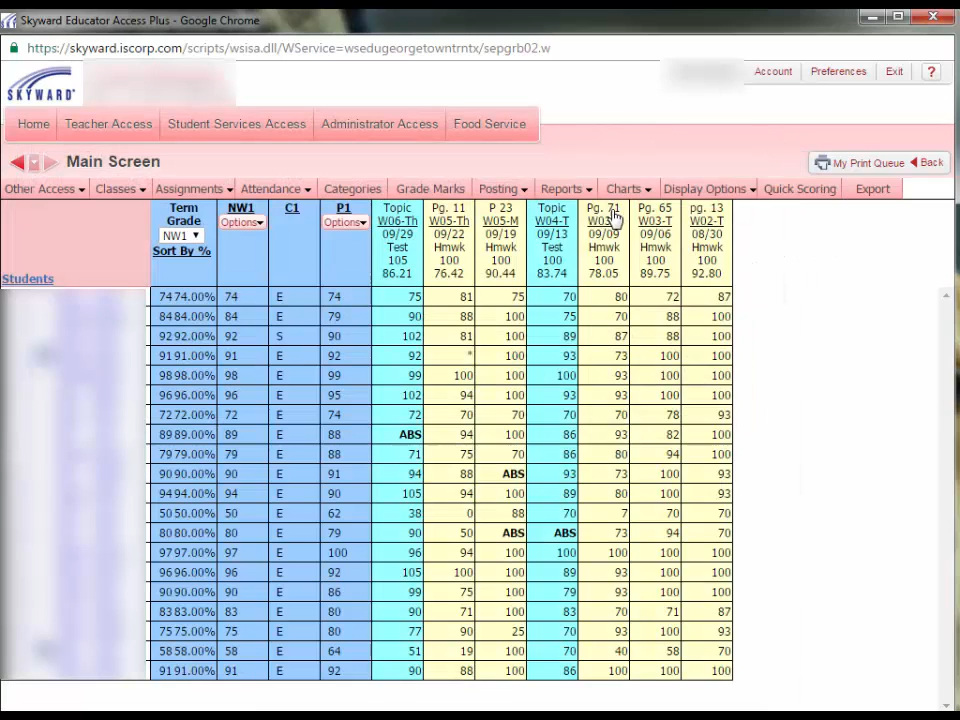 Skyward Educator Access Plus - Google Chrome
https://skyward.iscorp.com/scripts/wsisa.dll/WService=wsedugeorgetowntrntx/sepgrb02.w
SKYWARD
Account Preferences Exit ?
Home Teacher Access Student Services Access Administrator Access Food Service
Main Screen
My Print Queue Back
Other Access Classes Assignments Attendance Categories Grade Marks Posting Reports Charts Display Options Quick Scoring Export
Term NW1 C1 P1 Topic Pg. 11 P 23 Topic Pg. 71 Pg. 65 pg. 13
Grade Options Options W06-Th W05-Th W05-M W04-T W03-T W02-T
NW1 09/29 09/22 09/19 09/13 09/09 09/06 08/30
Sort By % Test Hmwk Hmwk Test Hmwk Hmwk Hmwk
105 100 100 100 100 100 100
Students 86.21 76.42 90.44 83.74 78.05 89.75 92.80
74 74.00% 74 E 74 75 81 75 70 80 72 87
84 84.00% 84 E 79 90 88 100 75 70 88 100
92 92.00% 92 S 90 102 81 100 89 87 88 100
91 91.00% 91 E 92 92 * 100 93 73 100 100
98 98.00% 98 E 99 99 100 100 100 93 100 100
96 96.00% 96 E 95 102 94 100 93 93 100 100
72 72.00% 72 E 74 72 70 70 70 70 78 93
89 89.00% 89 E 88 ABS 94 100 86 93 82 100
79 79.00% 79 E 88 71 75 70 86 80 94 100
90 90.00% 90 E 91 94 88 ABS 93 73 100 93
94 94.00% 94 E 90 105 94 100 89 80 100 93
50 50.00% 50 E 62 38 0 88 70 7 70 70
80 80.00% 80 E 79 90 50 ABS ABS 73 94 70
97 97.00% 97 E 100 96 94 100 100 100 100 100
96 96.00% 96 E 92 105 100 100 89 93 100 100
90 90.00% 90 E 86 99 75 100 79 93 100 100
83 83.00% 83 E 80 90 71 100 83 70 71 87
75 75.00% 75 E 80 77 90 25 70 93 100 93
58 58.00% 58 E 64 51 19 100 70 40 58 70
91 91.00% 91 E 92 90 88 100 86 100 100 100